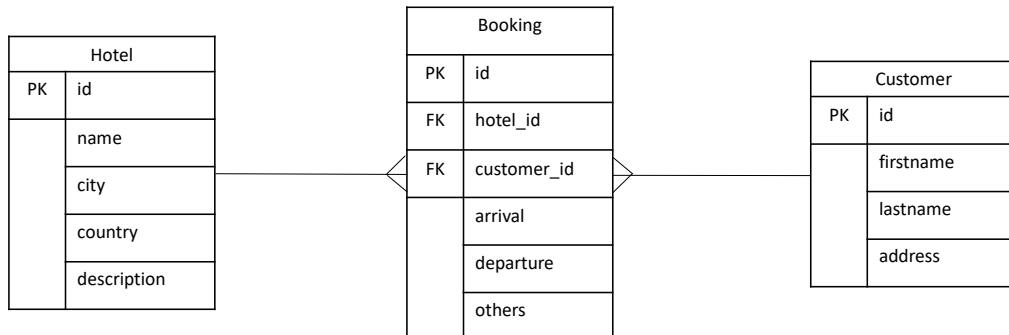 Hotel
PK id
name
city
country
description
Booking
PK id
FK hotel_id
FK customer_id
arrival
departure
others
Customer
PK id
firstname
lastname
address